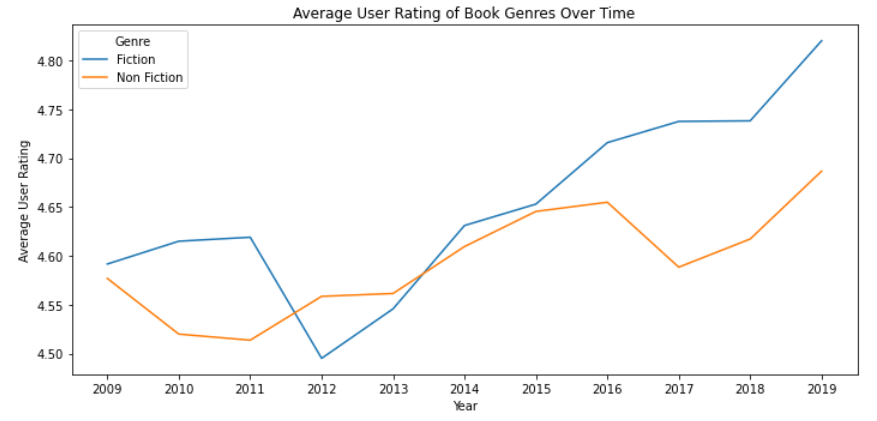 Average User Rating of Book Genres Over Time
Genre
Fiction
Non Fiction
4.80
4.75
4.70
4.65
4.60
4.55
4.50
Average User Rating
2009 2010 2011 2012 2013 2014 2015 2016 2017 2018 2019
Year